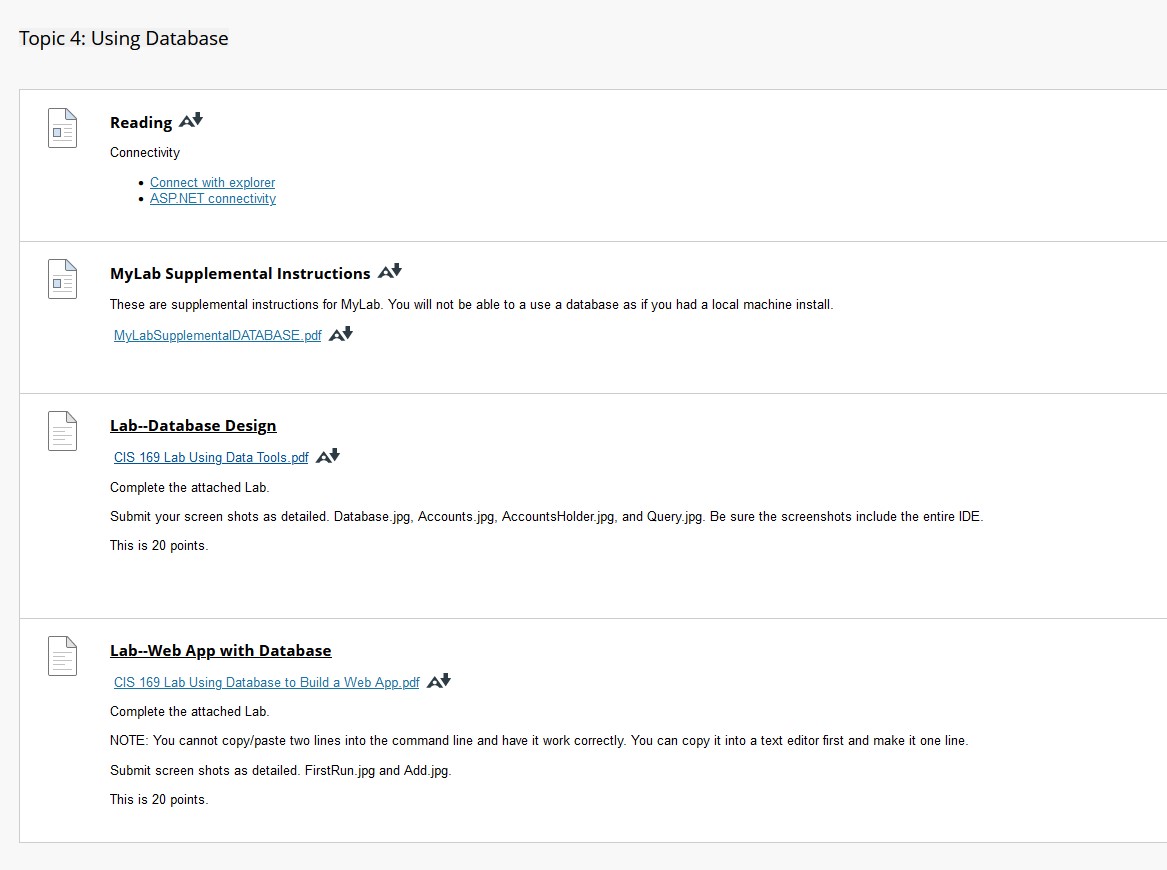 Topic 4: Using Database
Reading
Connectivity
Connect with explorer
ASP.NET connectivity
MyLab Supplemental Instructions
These are supplemental instructions for MyLab. You will not be able to a use a database as if you had a local machine install.
MyLabSupplementalDATABASE.pdf
Lab--Database Design
CIS 169 Lab Using Data Tools.pdf
Complete the attached Lab.
Submit your screen shots as detailed. Database.jpg, Accounts.jpg, AccountsHolder.jpg, and Query.jpg. Be sure the screenshots include the entire IDE.
This is 20 points.
Lab--Web App with Database
CIS 169 Lab Using Database to Build a Web App.pdf
Complete the attached Lab.
NOTE: You cannot copy/paste two lines into the command line and have it work correctly. You can copy it into a text editor first and make it one line.
Submit screen shots as detailed. FirstRun.jpg and Add.jpg.
This is 20 points.